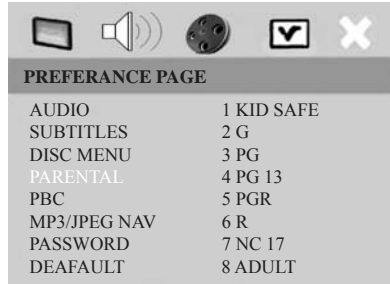 PREFERANCE PAGE
AUDIO 1 KID SAFE
SUBTITLES 2 G
DISC MENU 3 PG
PARENTAL 4 PG 13
PBC 5 PGR
MP3/JPEG NAV 6 R
PASSWORD 7 NC 17
DEAFAULT 8 ADULT